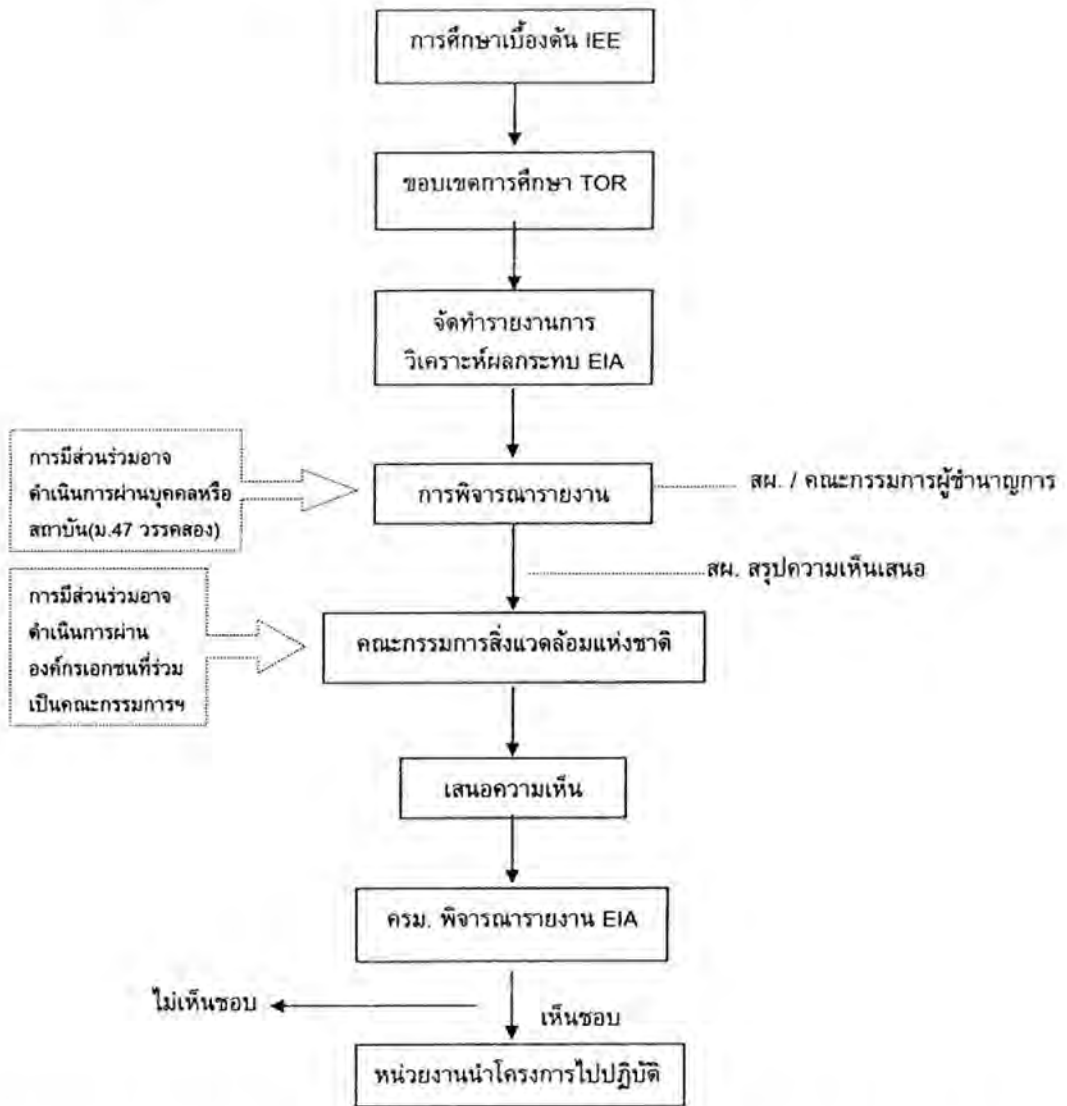 การศึกษาเบื้องต้น IEE
ขอบเขตการศึกษา TOR
จัดทำรายงานการ
วิเคราะห์ผลกระทบ EIA
การมีส่วนร่วมอาจ
ดำเนินการผ่านบุคคลหรือ
สถาบัน(ม.47 วรรคสอง)
การพิจารณารายงาน
สผ. / คณะกรรมการผู้ชำนาญการ
สผ. สรุปความเห็นเสนอ
การมีส่วนร่วมอาจ
ดำเนินการผ่าน
องค์กรเอกชนที่ร่วม
เป็นคณะกรรมการฯ
คณะกรรมการสิ่งแวดล้อมแห่งชาติ
เสนอความเห็น
ครม. พิจารณารายงาน EIA
ไม่เห็นชอบ
เห็นชอบ
หน่วยงานนำโครงการไปปฏิบัติ